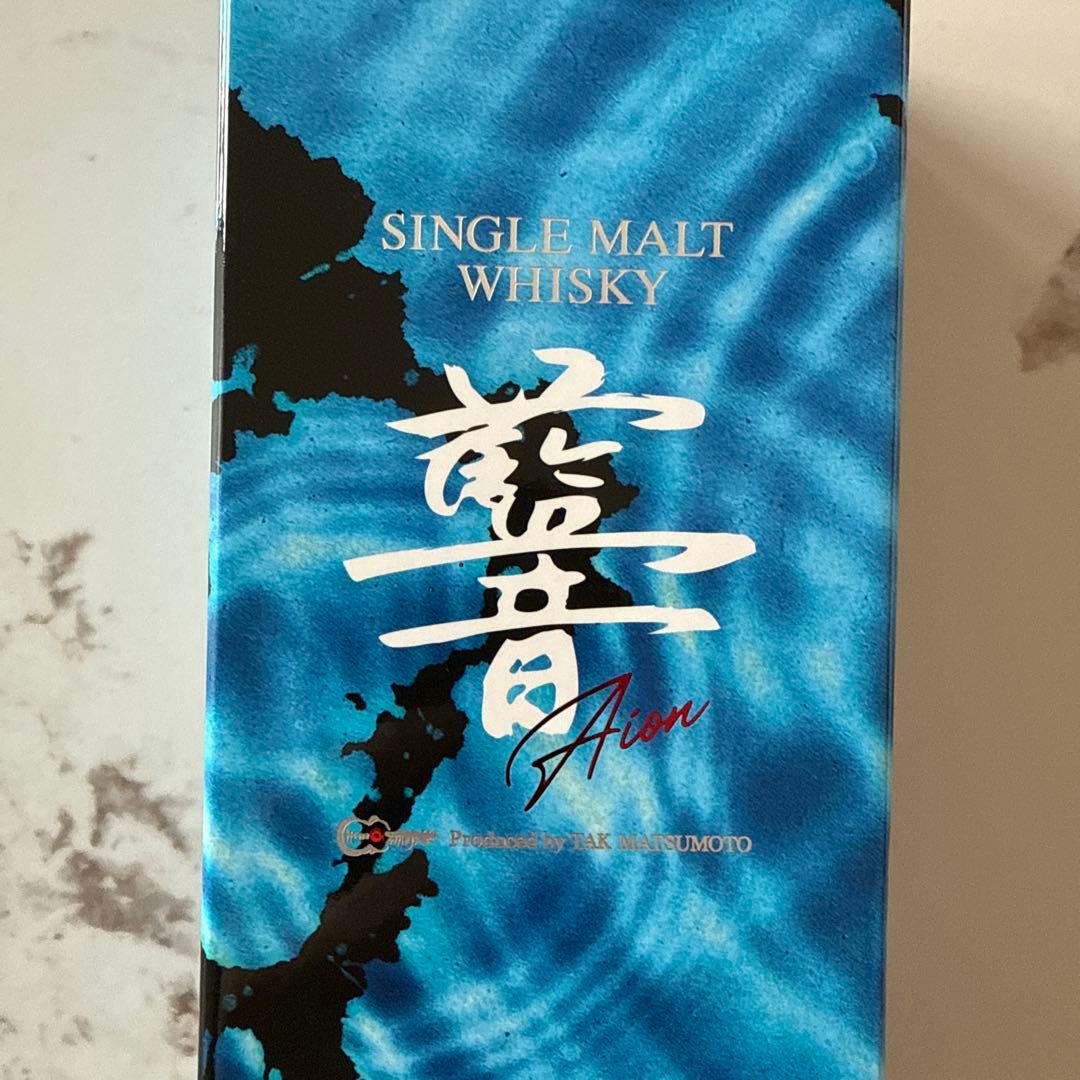 SINGLE MALT
WHISKY
藍
音
Aion
Produced by TAK MATSUMOTO